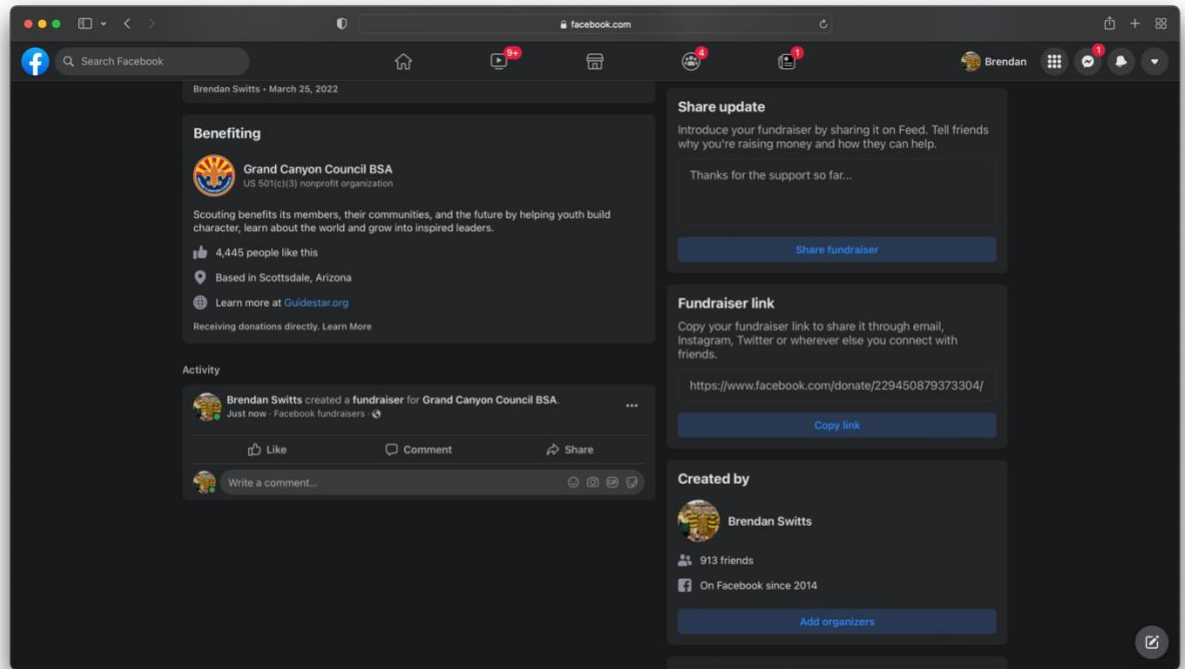 facebook.com
Search Facebook
9+
4
1
Brendan
1
Brendan Switts • March 25, 2022
Benefiting
Grand Canyon Council BSA
US 501(c)(3) nonprofit organization
Scouting benefits its members, their communities, and the future by helping youth build
character, learn about the world and grow into inspired leaders.
4,445 people like this
Based in Scottsdale, Arizona
Learn more at Guidestar.org
Receiving donations directly. Learn More
Activity
Brendan Switts created a fundraiser for Grand Canyon Council BSA.
Just now · Facebook fundraisers ·
Like Comment Share
Write a comment...
Share update
Introduce your fundraiser by sharing it on Feed. Tell friends
why you're raising money and how they can help.
Thanks for the support so far...
Share fundraiser
Fundraiser link
Copy your fundraiser link to share it through email,
Instagram, Twitter or wherever else you connect with
friends.
https://www.facebook.com/donate/229450879373304/
Copy link
Created by
Brendan Switts
913 friends
On Facebook since 2014
Add organizers